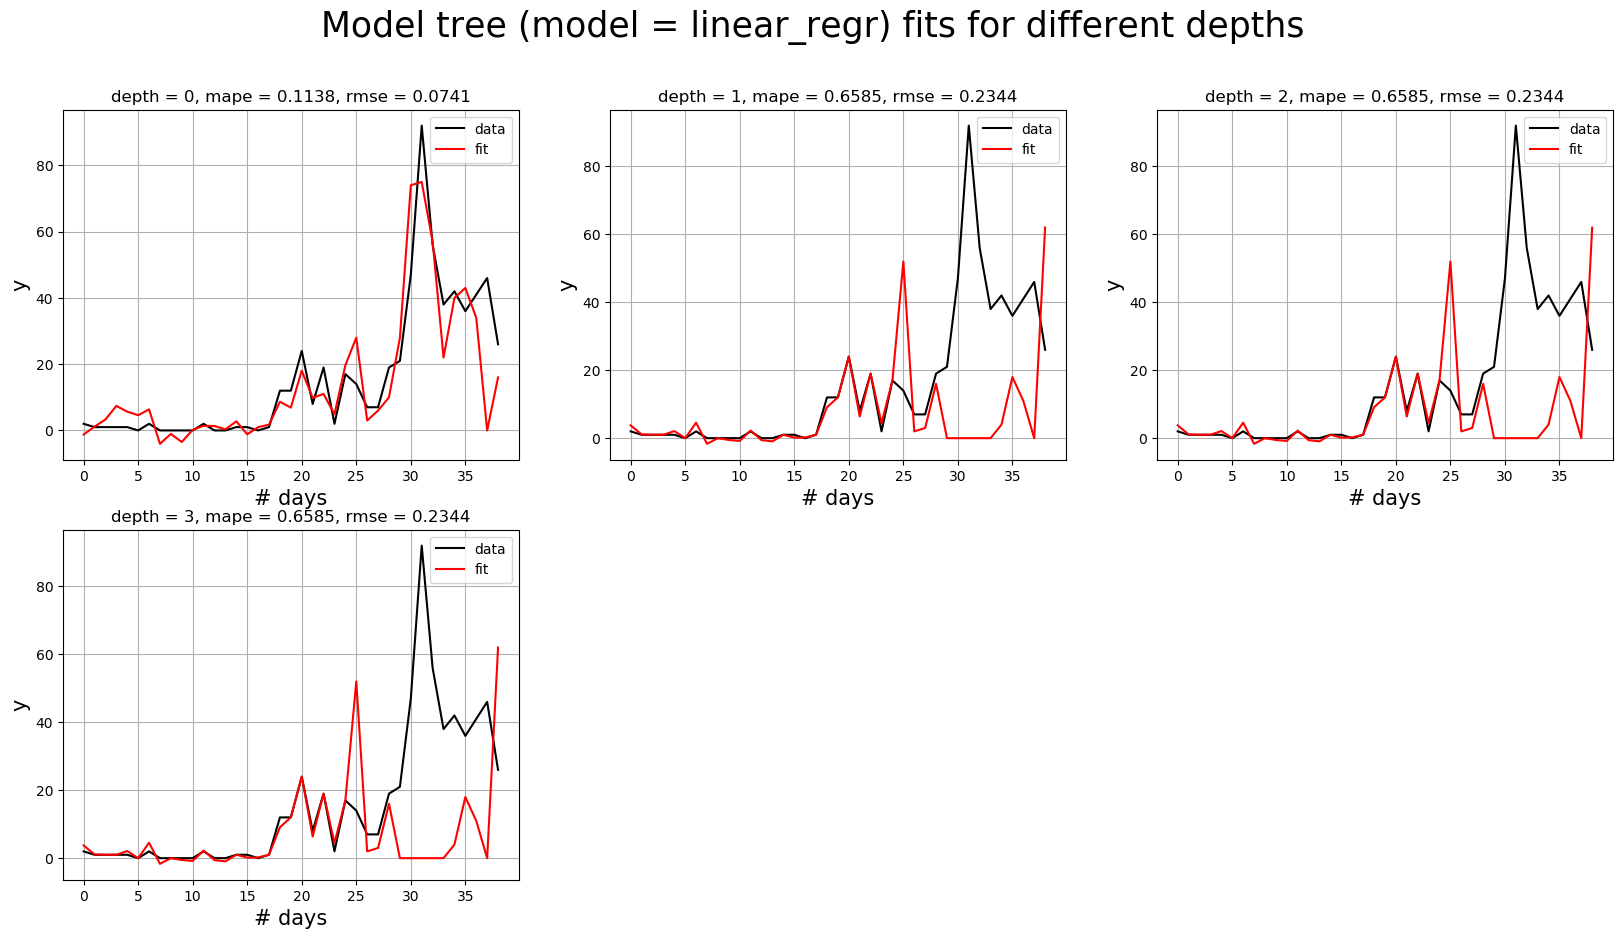 Model tree (model = linear_regr) fits for different depths
depth = 0, mape = 0.1138, rmse = 0.0741
data
fit
80
60
40
20
0
y
0 5 10 15 20 25 30 35
# days
depth = 1, mape = 0.6585, rmse = 0.2344
data
fit
80
60
40
20
0
y
0 5 10 15 20 25 30 35
# days
depth = 2, mape = 0.6585, rmse = 0.2344
data
fit
80
60
40
20
0
y
0 5 10 15 20 25 30 35
# days
depth = 3, mape = 0.6585, rmse = 0.2344
data
fit
80
60
40
20
0
y
0 5 10 15 20 25 30 35
# days